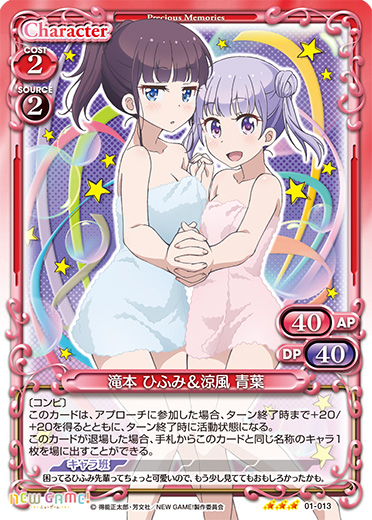 Precious Memories
Character
COST
2
SOURCE
2
40 AP
DP 40
滝本 ひふみ&涼風 青葉
[コンビ]
このカードは、アプローチに参加した場合、ターン終了時まで+20/
+20を得るとともに、ターン終了時に活動状態になる。
このカードが退場した場合、手札からこのカードと同じ名称のキャラ1
枚を場に出すことができる。
キャラ班
困ってるひふみ先輩ってちょっと可愛いので、もう少し見ててもおもしろかったかも。
NEW GAME!
© 得能正太郎・芳文社/NEW GAME!製作委員会
01-013